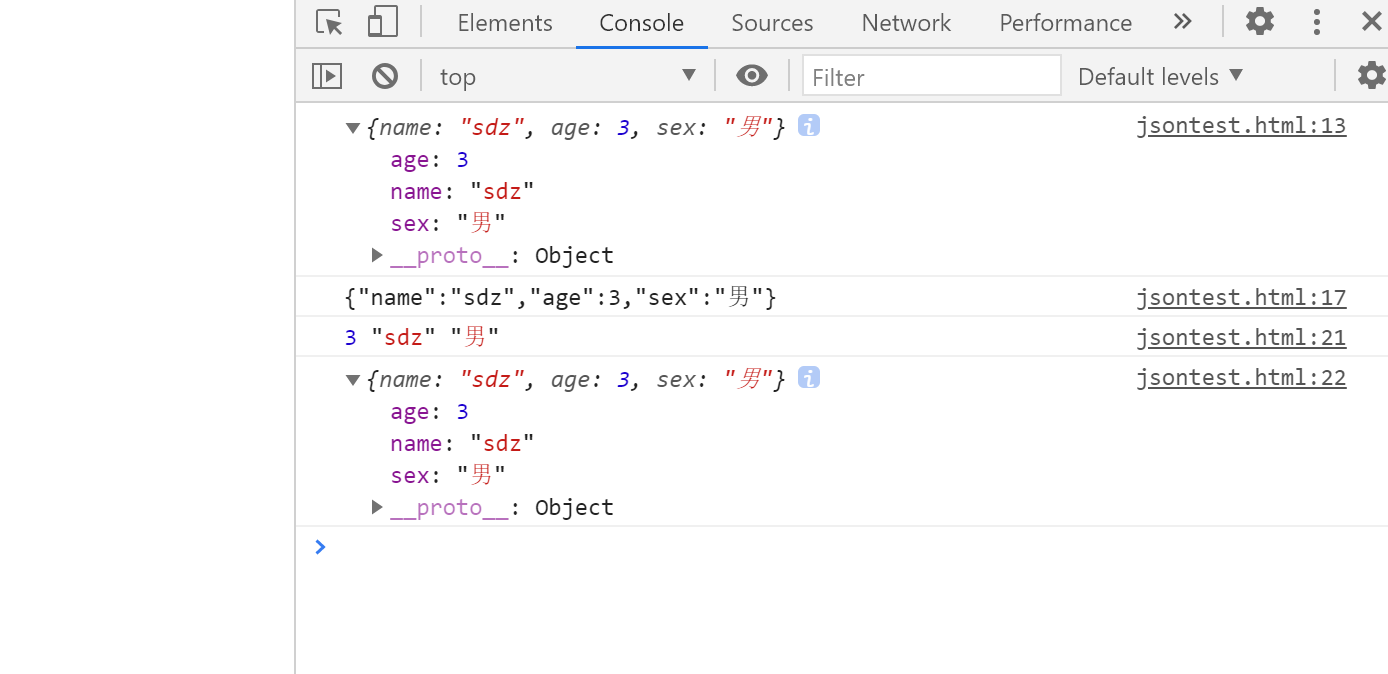 Elements Console Sources Network Performance
top Filter Default levels
{name: "sdz", age: 3, sex: "男"} jsontest.html:13
age: 3
name: "sdz"
sex: "男"
__proto__: Object
{"name":"sdz","age":3,"sex":"男"} jsontest.html:17
3 "sdz" "男" jsontest.html:21
{name: "sdz", age: 3, sex: "男"} jsontest.html:22
age: 3
name: "sdz"
sex: "男"
__proto__: Object